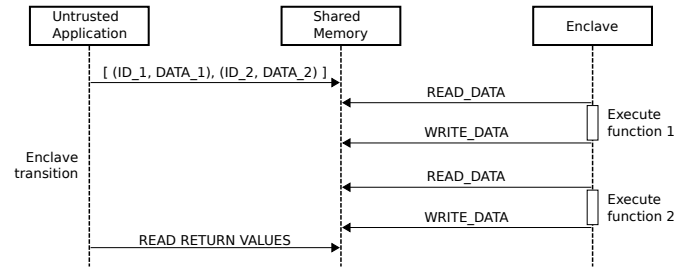 Untrusted
Application
Shared
Memory
Enclave
[ (ID_1, DATA_1), (ID_2, DATA_2) ]
READ_DATA
Execute
function 1
WRITE_DATA
Enclave
transition
READ_DATA
Execute
function 2
WRITE_DATA
READ RETURN VALUES